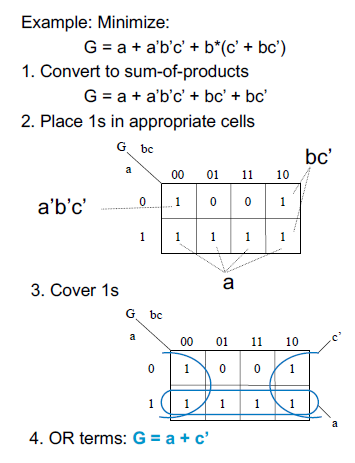 Example: Minimize:
G = a + a'b'c' + b*(c' + bc')
1. Convert to sum-of-products
G = a + a'b'c' + bc' + bc'
2. Place 1s in appropriate cells
G bc
bc'
a
00 01 11 10
a'b'c'
0 1 0 0 1
1 1 1 1 1
a
3. Cover 1s
G bc
a
00 01 11 10
c'
0 1 0 0 1
1 1 1 1 1
a
4. OR terms: G = a + c'